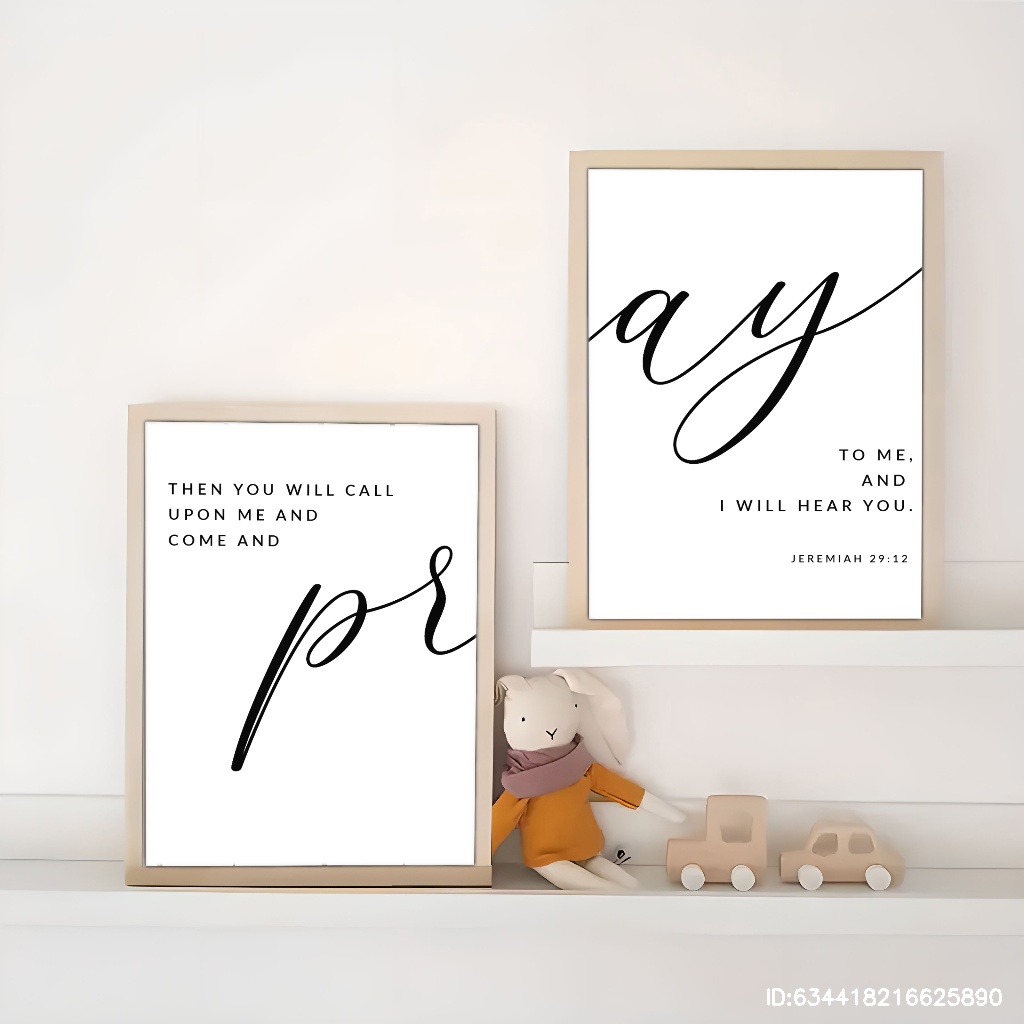 THEN YOU WILL CALL
UPON ME AND
COME AND
pr
ay
TO ME,
AND
I WILL HEAR YOU.
JEREMIAH 29:12
ID:634418216625890